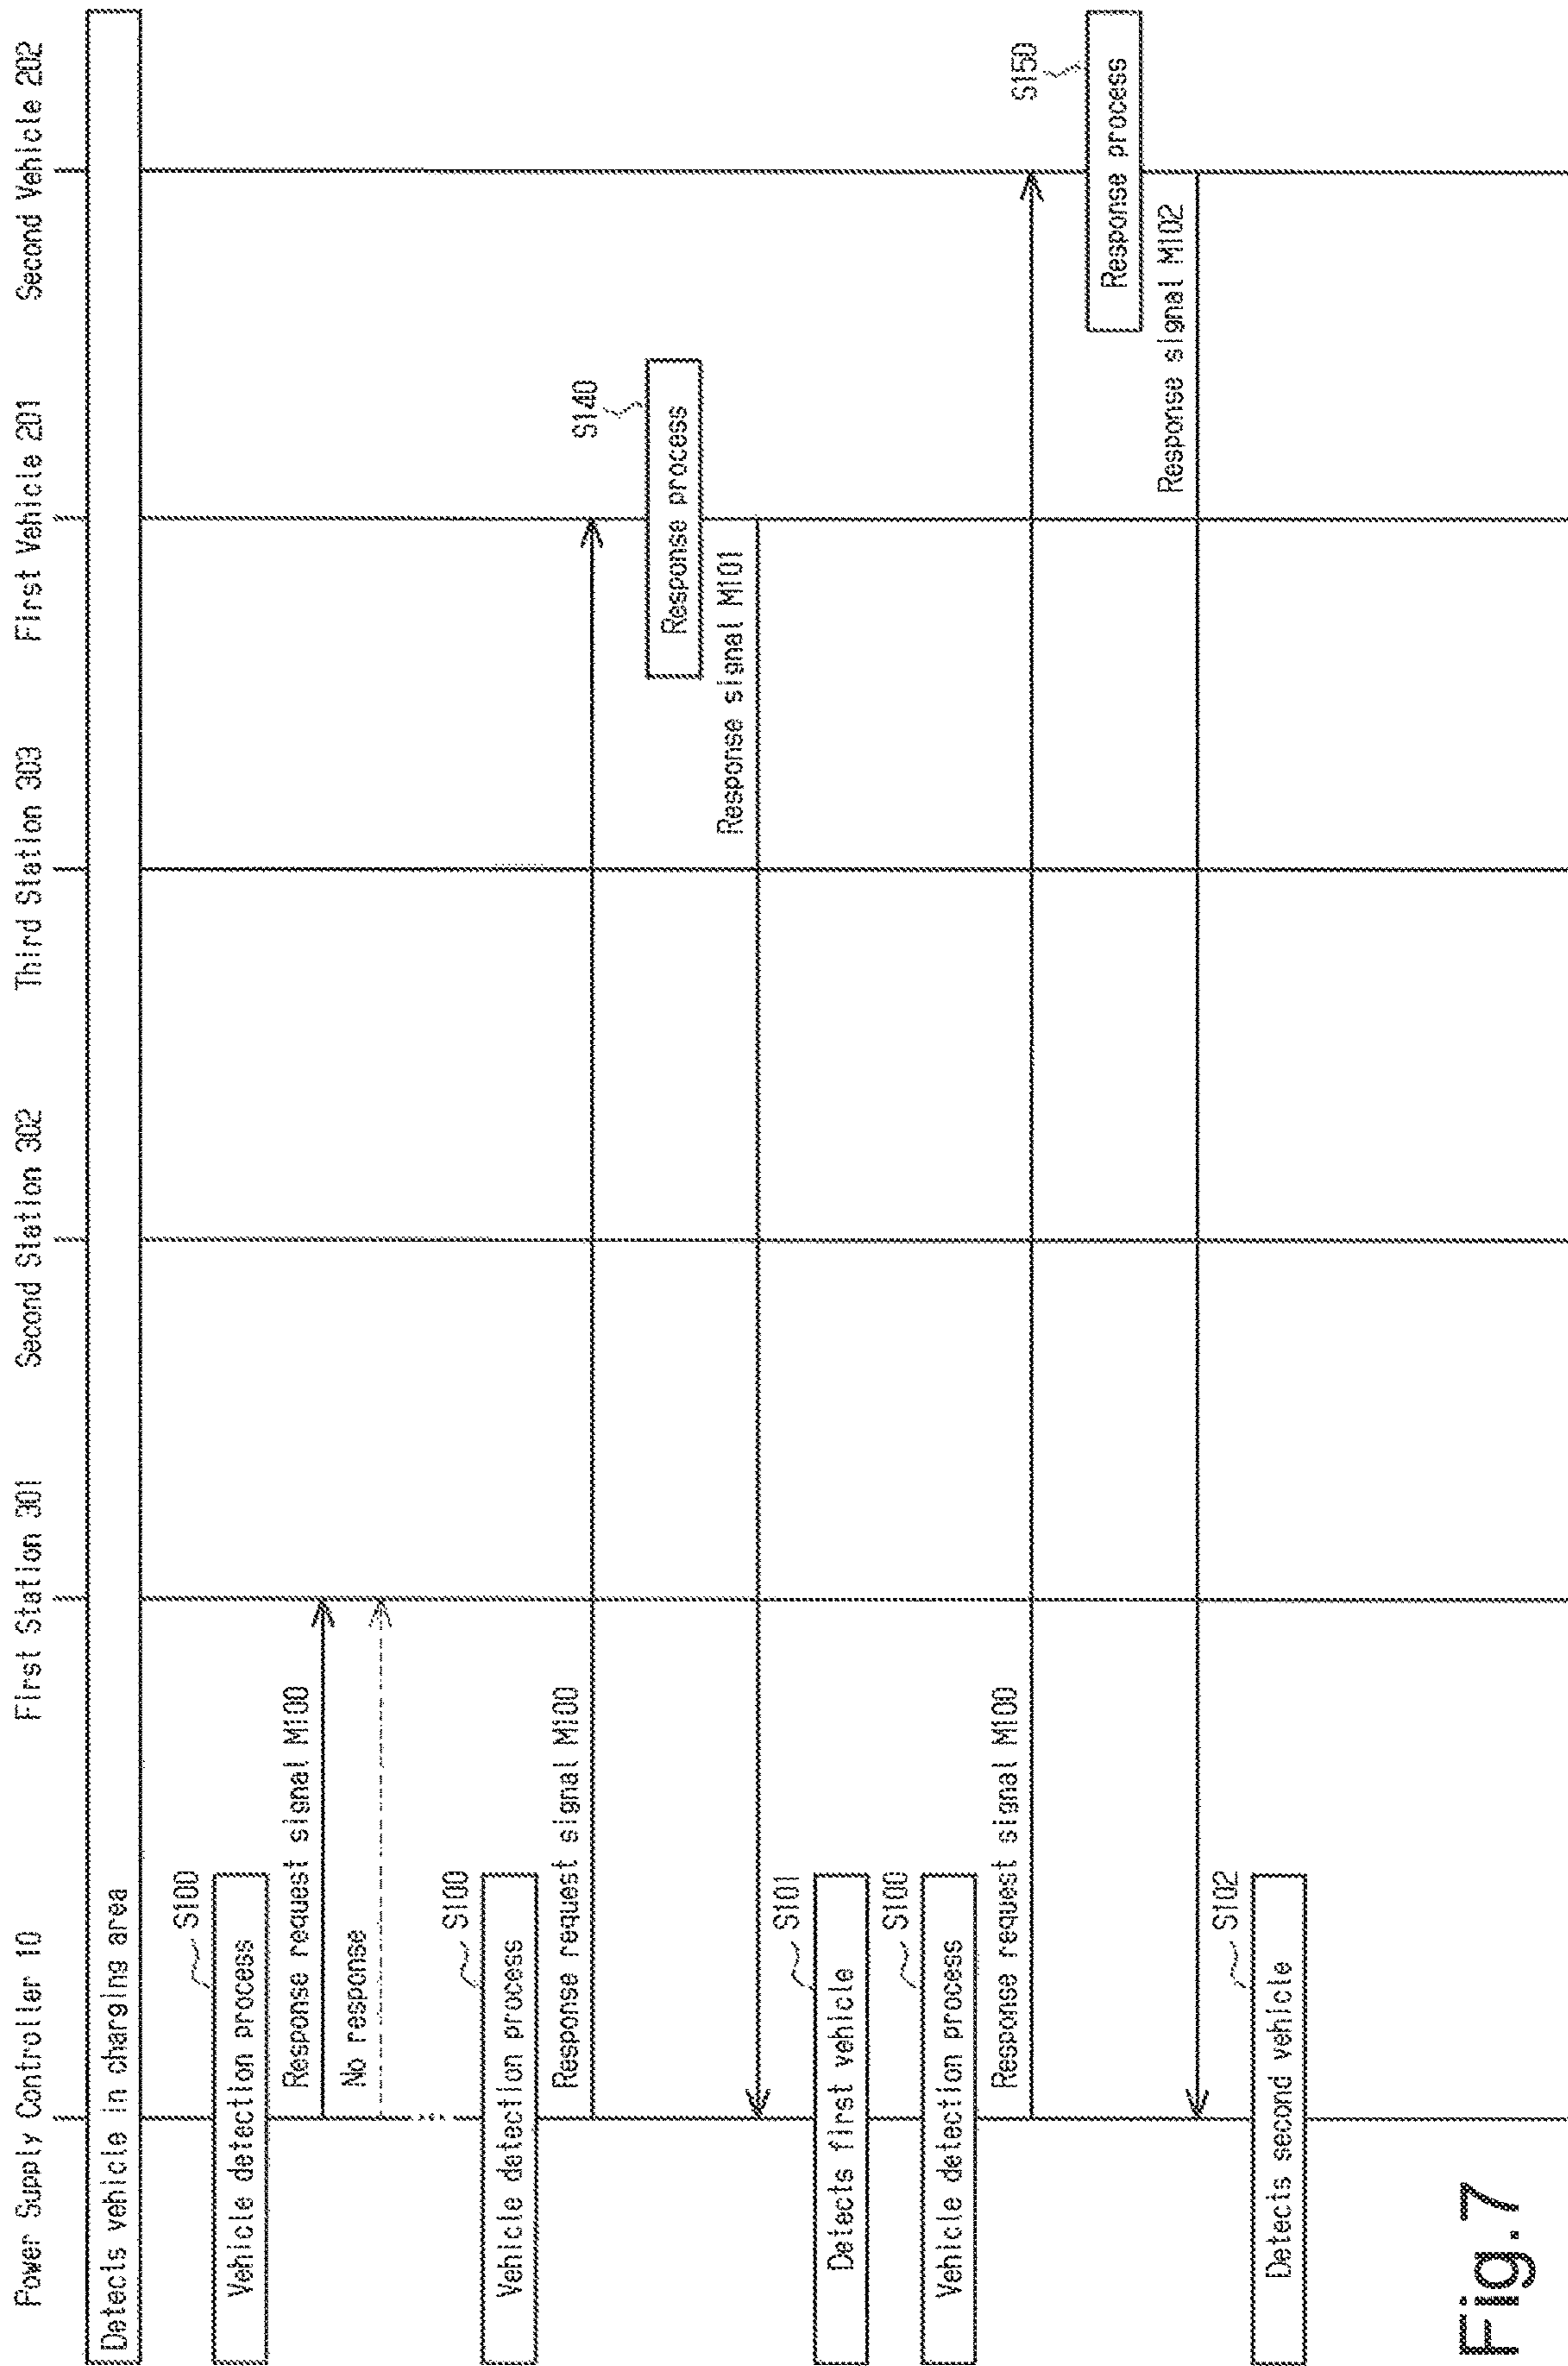 Power Supply Controller 10
First Station 301
Second Station 302
Third Station 303
First Vehicle 201
Second Vehicle 202
Detects vehicle in charging area
S100
Vehicle detection process
Response request signal M100
No response
S100
Vehicle detection process
Response request signal M100
S140
Response process
Response signal M101
S101
Detects first vehicle
S100
Vehicle detection process
Response request signal M100
S150
Response process
Response signal M102
S102
Detects second vehicle
Fig.7